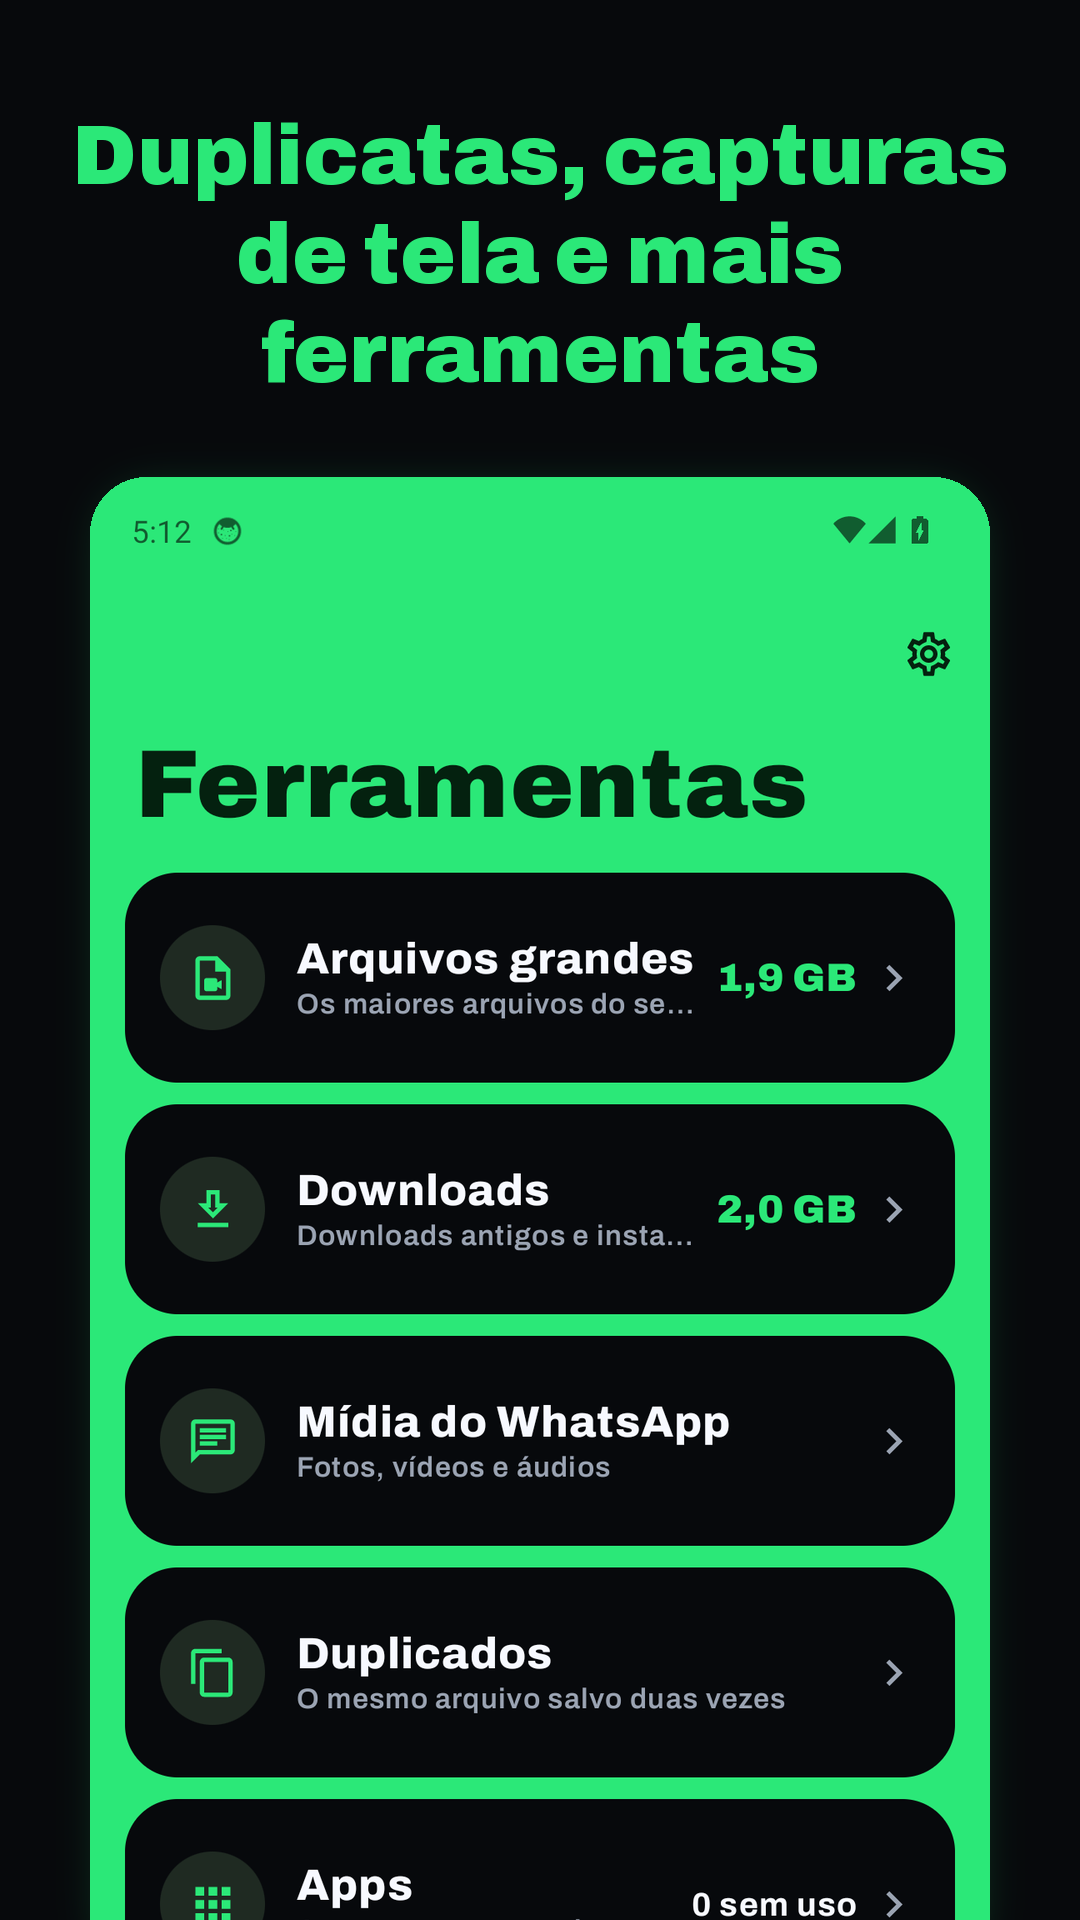 Duplicatas, capturas
de tela e mais
ferramentas
5:12
Ferramentas
Arquivos grandes
Os maiores arquivos do se...
1,9 GB
Downloads
Downloads antigos e insta...
2,0 GB
Mídia do WhatsApp
Fotos, vídeos e áudios
Duplicados
O mesmo arquivo salvo duas vezes
Apps
0 sem uso